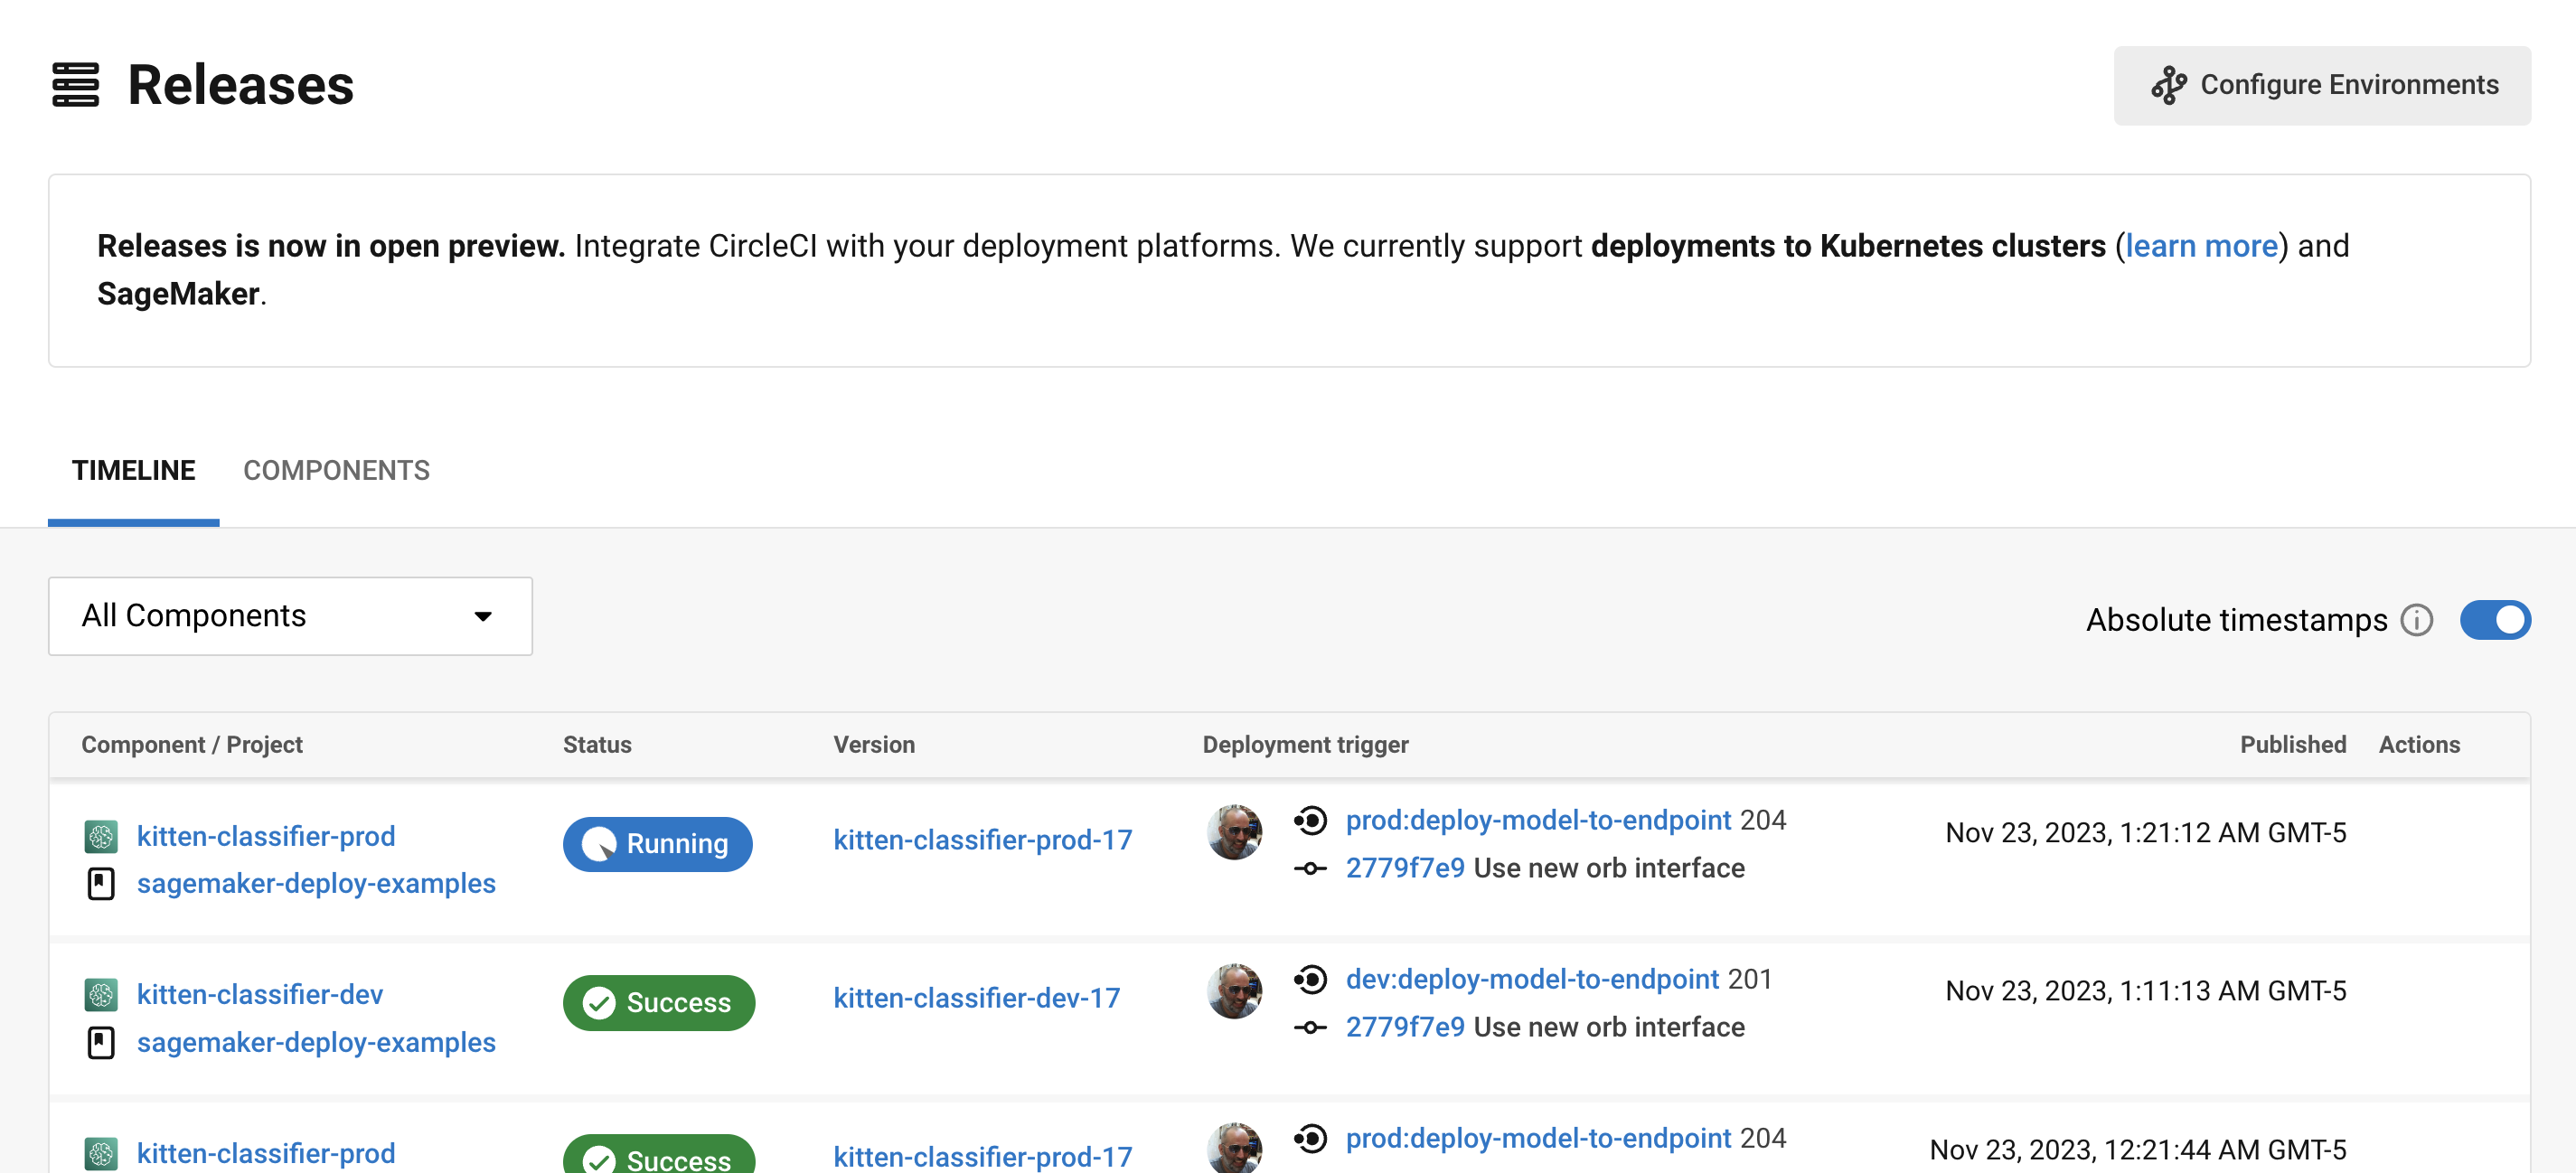 Releases
Configure Environments
Releases is now in open preview. Integrate CircleCI with your deployment platforms. We currently support deployments to Kubernetes clusters (learn more) and
SageMaker.
TIMELINE COMPONENTS
All Components
Absolute timestamps
Component / Project Status Version Deployment trigger Published Actions
kitten-classifier-prod
sagemaker-deploy-examples
Running
kitten-classifier-prod-17
prod:deploy-model-to-endpoint 204
2779f7e9 Use new orb interface
Nov 23, 2023, 1:21:12 AM GMT-5
kitten-classifier-dev
sagemaker-deploy-examples
Success
kitten-classifier-dev-17
dev:deploy-model-to-endpoint 201
2779f7e9 Use new orb interface
Nov 23, 2023, 1:11:13 AM GMT-5
kitten-classifier-prod
Success
kitten-classifier-prod-17
prod:deploy-model-to-endpoint 204
Nov 23, 2023, 12:21:44 AM GMT-5